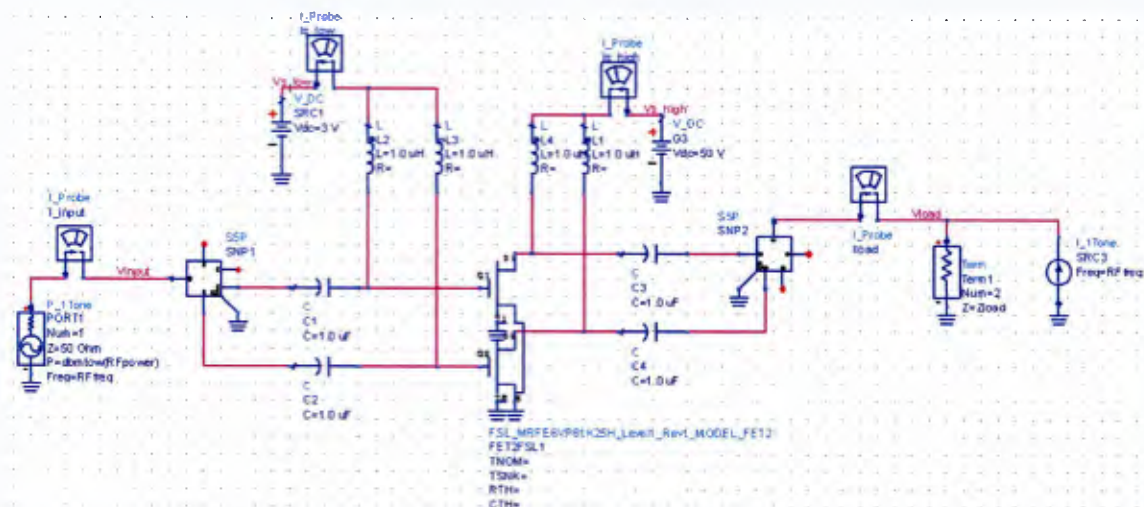 I_Probe
Is_low
Vs_low
V_DC
SRC1
Vdc=3 V
L
L2
L=1.0 uH
R=
L
L3
L=1.0 uH
R=
I_Probe
Is_high
Vs_high
V_DC
G3
Vdc=50 V
L
L4
L=1.0 uH
R=
L
L1
L=1.0 uH
R=
I_Probe
I_input
Vinput
S5P
SNP1
P_1Tone
PORT1
Num=1
Z=50 Ohm
P=dbmtow(RFpower)
Freq=RFfreq
C
C1
C=1.0 uF
C
C2
C=1.0 uF
C
C3
C=1.0 uF
C
C4
C=1.0 uF
S5P
SNP2
I_Probe
Iload
Vload
Term
Term1
Num=2
Z=Zload
I_1Tone
SRC3
Freq=RFfreq
FSL_MRFE6VP61K25H_Level1_Rev1_MODEL_FET2
FET2FSL1
TNOM=
TSNK=
RTH=
CTH=